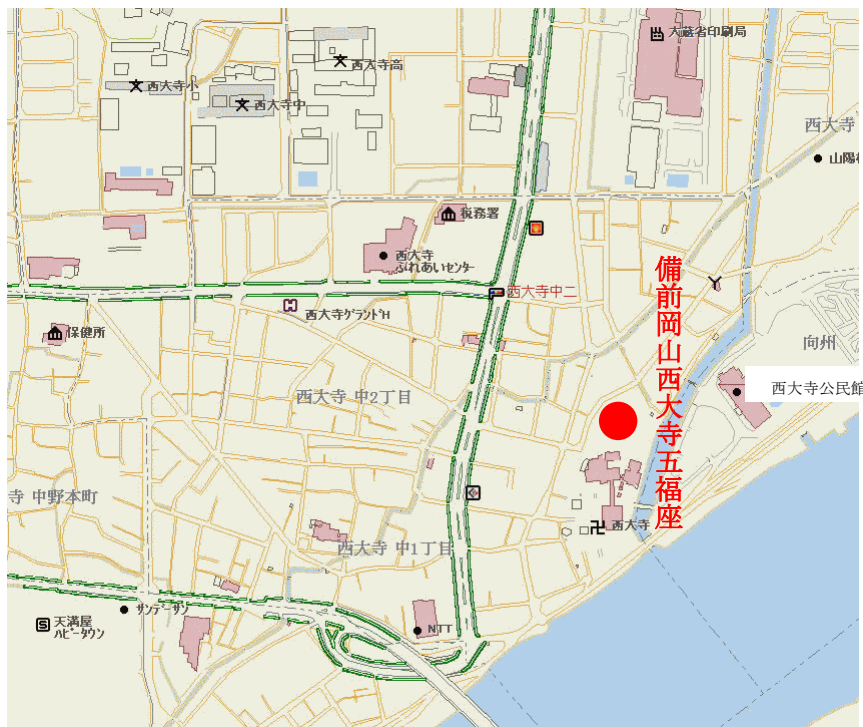 大蔵省印刷局
西大寺高
西大寺小
西大寺中
西大寺
山陽
税務署
西大寺
ふれあいセンター
西大寺中二
西大寺グランドH
保健所
備前岡山西大寺五福座
向州
西大寺公民館
西大寺 中2丁目
寺 中野本町
西大寺
西大寺 中1丁目
サンデーサン
天満屋
ハピータウン
NTT